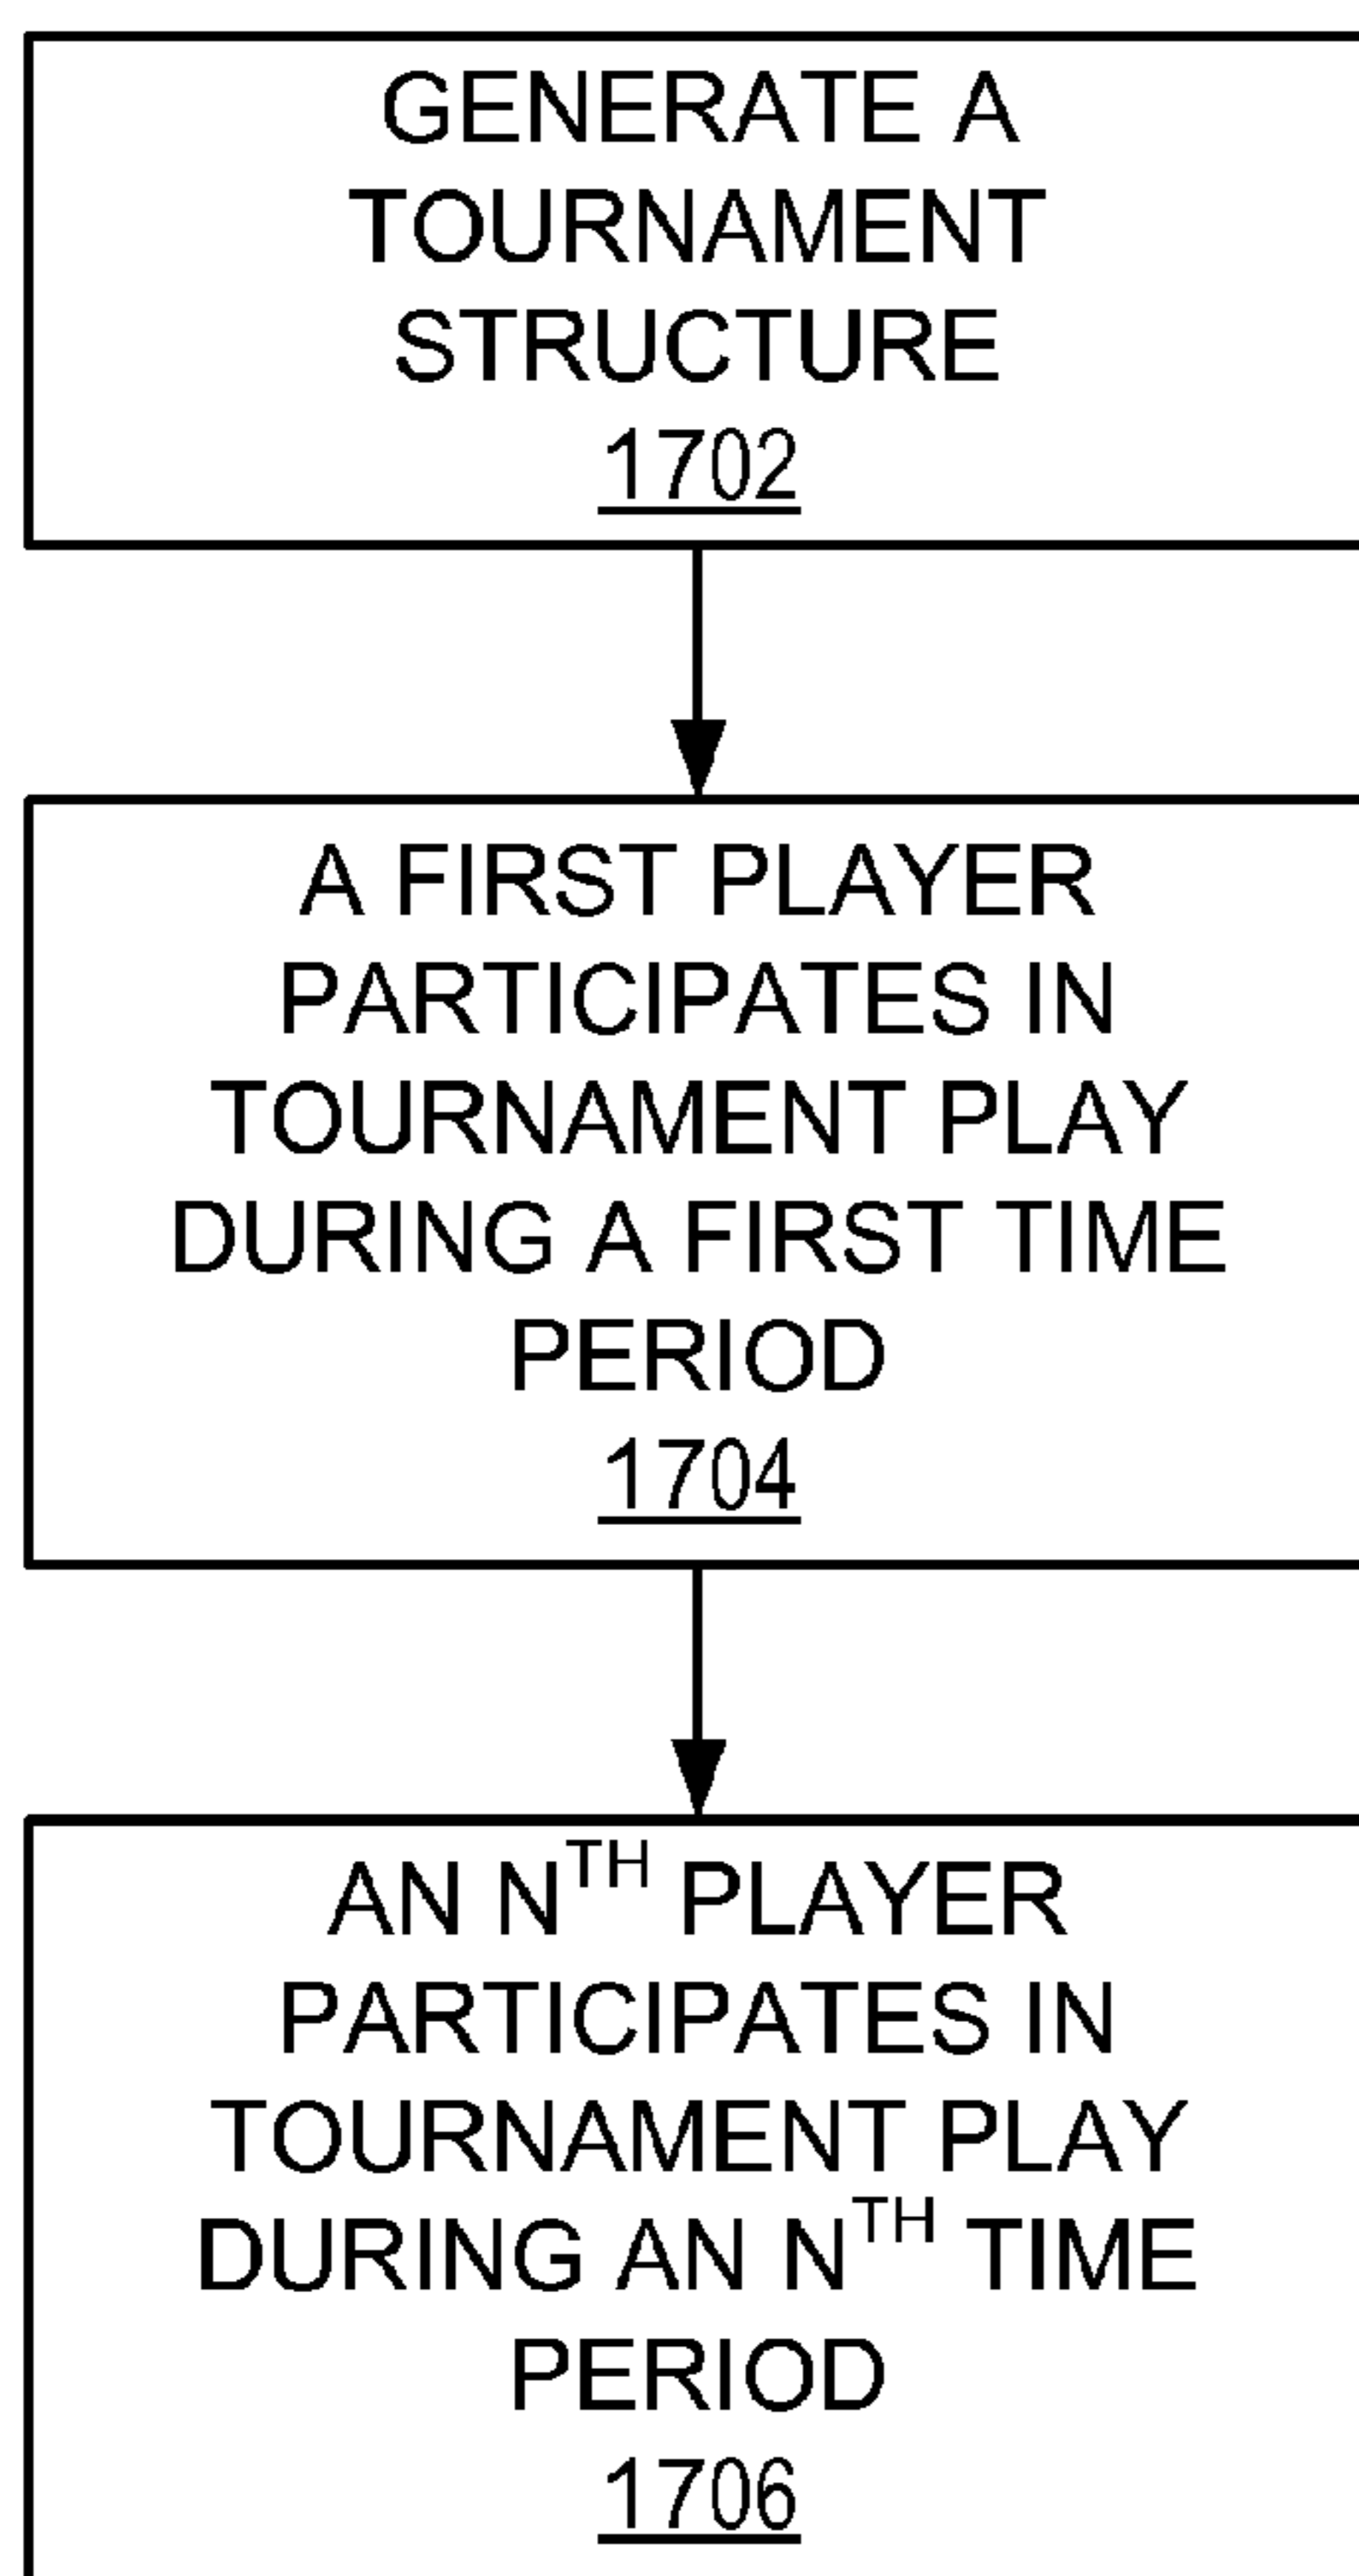 GENERATE A
TOURNAMENT
STRUCTURE
1702
A FIRST PLAYER
PARTICIPATES IN
TOURNAMENT PLAY
DURING A FIRST TIME
PERIOD
1704
AN NTH PLAYER
PARTICIPATES IN
TOURNAMENT PLAY
DURING AN NTH TIME
PERIOD
1706